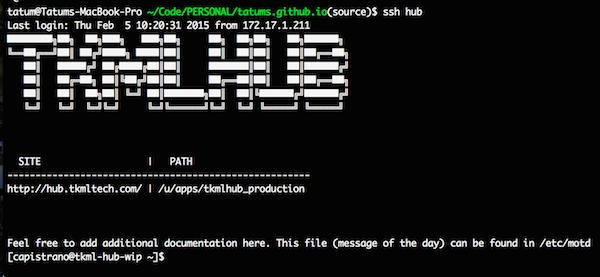 tatum@Tatums-MacBook-Pro ~/Code/PERSONAL/tatums.github.io(source)$ ssh hub
Last login: Thu Feb  5 10:20:31 2015 from 172.17.1.211
TKMLHUB
SITE | PATH
------------------------------------------------------
http://hub.tkmltech.com/ | /u/apps/tkmlhub_production
Feel free to add additional documentation here. This file (message of the day) can be found in /etc/motd
[capistrano@tkml-hub-wip ~]$